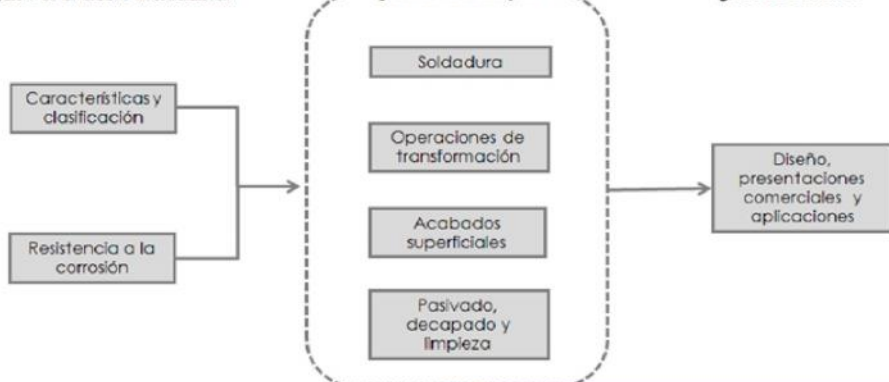 Soldadura
Características y
clasificación
Operaciones de
transformación
Diseño,
presentaciones
comerciales y
aplicaciones
Acabados
superficiales
Resistencia a la
corrosión
Pasivado,
decapado y
limpieza